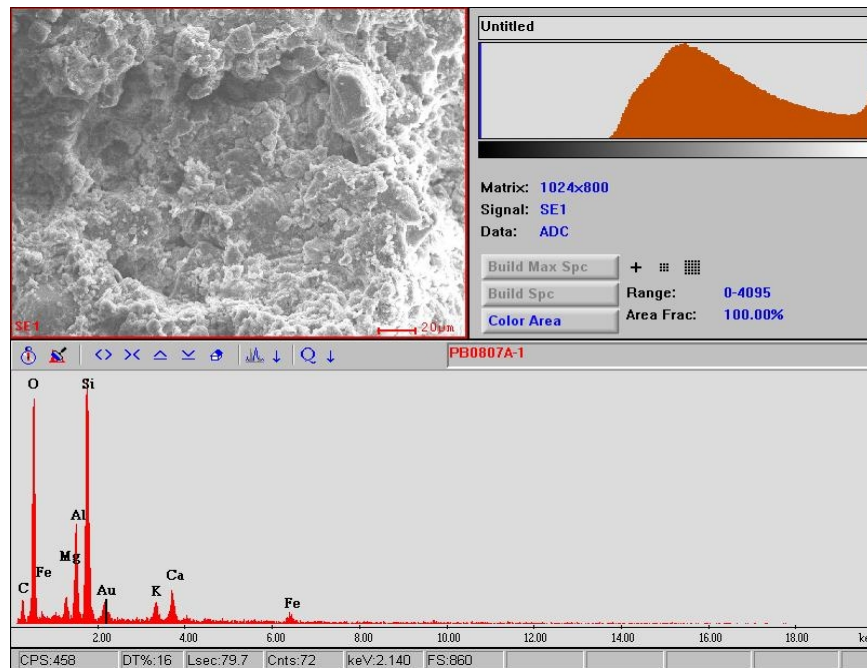 Untitled
Matrix: 1024x800
Signal: SE1
Data: ADC
Build Max Spc
Build Spc
Range: 0-4095
Color Area
Area Frac: 100.00%
SE1
20μm
PB0807A-1
O
Si
Al
Fe
Mg
C
Au
K
Ca
Fe
2.00 4.00 6.00 8.00 10.00 12.00 14.00 16.00 18.00 ke
CPS:458 DT%:16 Lsec:79.7 Cnts:72 keV:2.140 FS:860